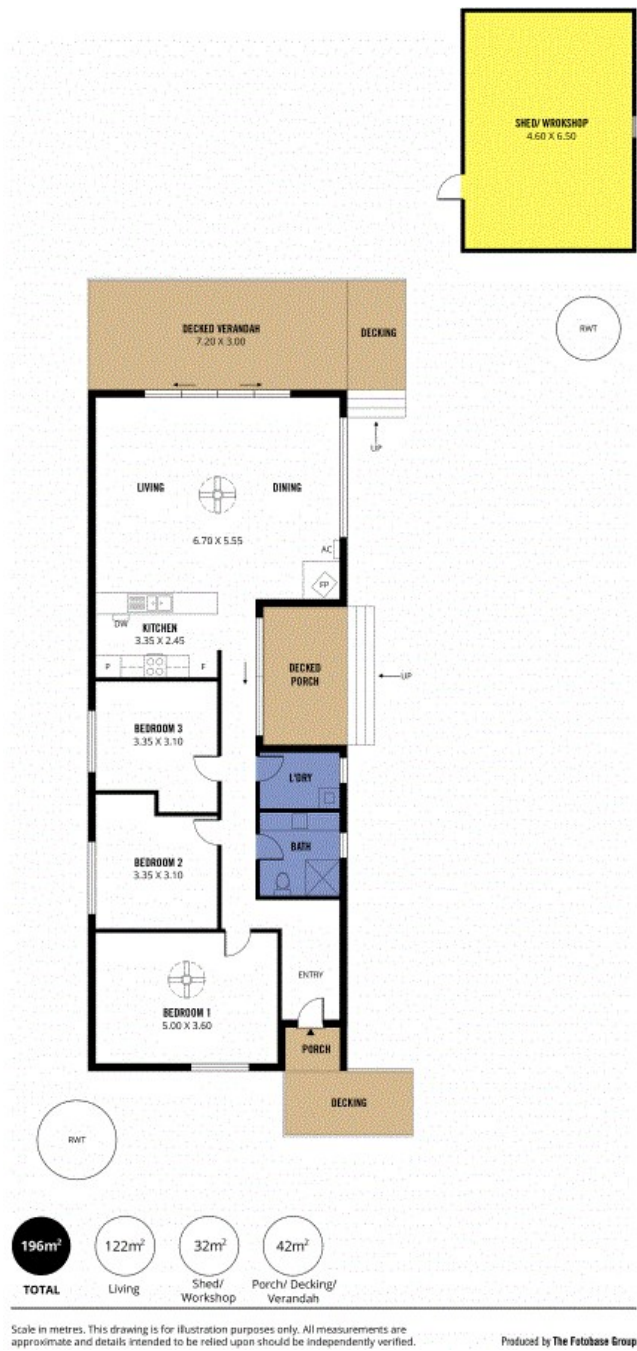 SHED/ WROKSHOP
4.60 X 6.50
RWT
DECKED VERANDAH
7.20 X 3.00
DECKING
UP
LIVING
DINING
6.70 X 5.55
AC
FP
DW
KITCHEN
3.35 X 2.45
P
F
DECKED
PORCH
UP
BEDROOM 3
3.35 X 3.10
L'DRY
BATH
BEDROOM 2
3.35 X 3.10
ENTRY
BEDROOM 1
5.00 X 3.60
PORCH
DECKING
RWT
196m²
TOTAL
122m²
Living
32m²
Shed/
Workshop
42m²
Porch/ Decking/
Verandah
Scale in metres. This drawing is for illustration purposes only. All measurements are
approximate and details intended to be relied upon should be independently verified.
Produced by The Fotobase Group